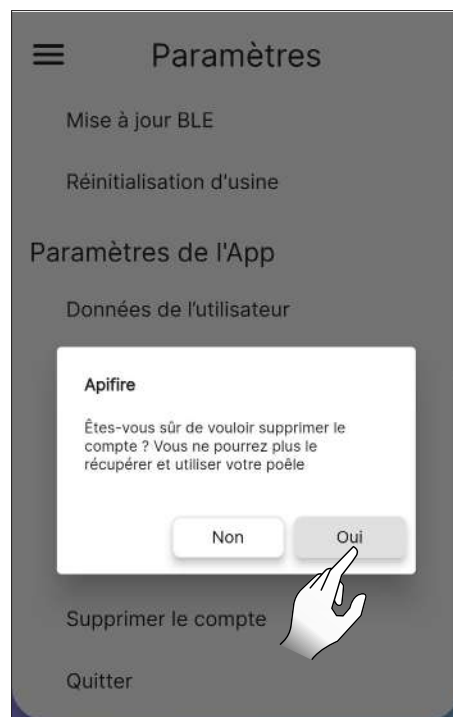 Paramètres
Mise à jour BLE
Réinitialisation d'usine
Paramètres de l'App
Données de l'utilisateur
Apifire
Êtes-vous sûr de vouloir supprimer le
compte ? Vous ne pourrez plus le
récupérer et utiliser votre poêle
Non Oui
Supprimer le compte
Quitter